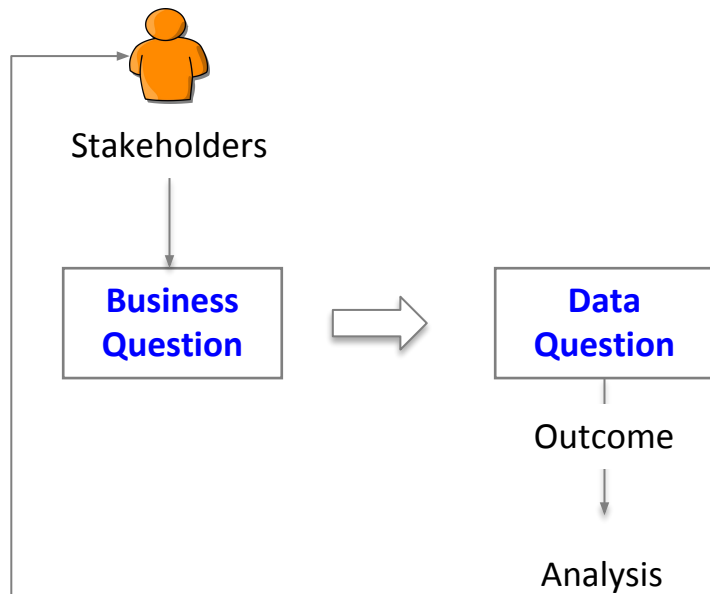 Stakeholders
Business
Question
Data
Question
Outcome
Analysis